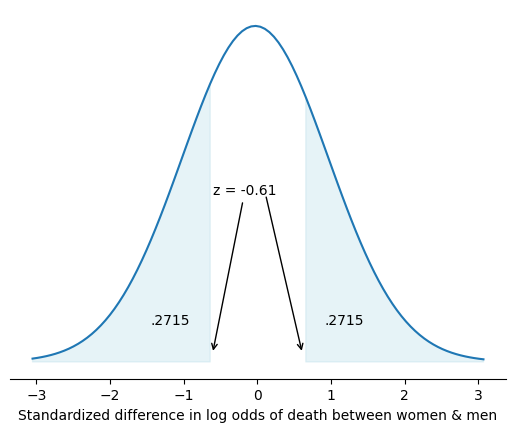 z = -0.61
.2715 .2715
−3 −2 −1 0 1 2 3
Standardized difference in log odds of death between women & men